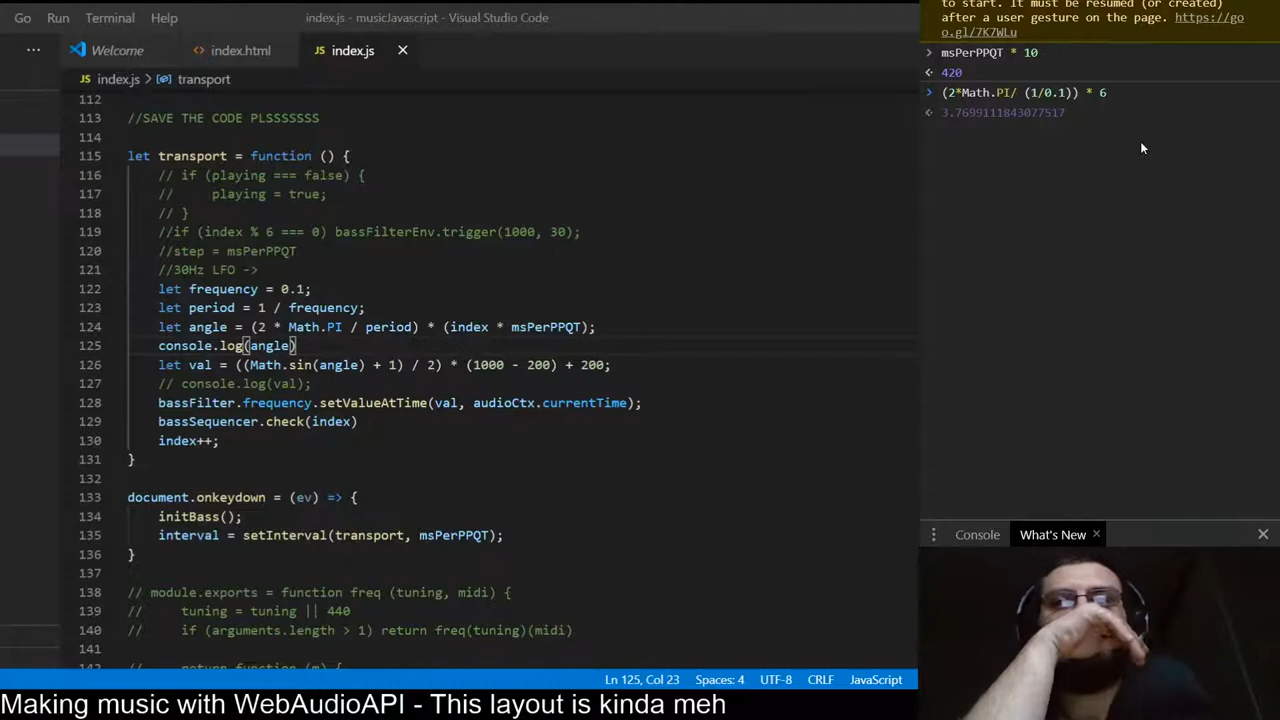 Go Run Terminal Help index.js - musicJavascript - Visual Studio Code
··· Welcome <> index.html JS index.js ×
JS index.js > transport
112
113 //SAVE THE CODE PLSSSSSSS
114
115 let transport = function () {
116 // if (playing === false) {
117 //     playing = true;
118 // }
119 //if (index % 6 === 0) bassFilterEnv.trigger(1000, 30);
120 //step = msPerPPQT
121 //30Hz LFO ->
122 let frequency = 0.1;
123 let period = 1 / frequency;
124 let angle = (2 * Math.PI / period) * (index * msPerPPQT);
125 console.log(angle)
126 let val = ((Math.sin(angle) + 1) / 2) * (1000 - 200) + 200;
127 // console.log(val);
128 bassFilter.frequency.setValueAtTime(val, audioCtx.currentTime);
129 bassSequencer.check(index)
130 index++;
131 }
132
133 document.onkeydown = (ev) => {
134 initBass();
135 interval = setInterval(transport, msPerPPQT);
136 }
137
138 // module.exports = function freq (tuning, midi) {
139 //     tuning = tuning || 440
140 //     if (arguments.length > 1) return freq(tuning)(midi)
141
142 //     return function (m) {
Ln 125, Col 23 Spaces: 4 UTF-8 CRLF JavaScript
to start. It must be resumed (or created)
after a user gesture on the page. https://go
o.gl/7K7WLu
> msPerPPQT * 10
420
> (2*Math.PI/ (1/0.1)) * 6
3.7699111843077517
Console What's New × ×
Making music with WebAudioAPI - This layout is kinda meh